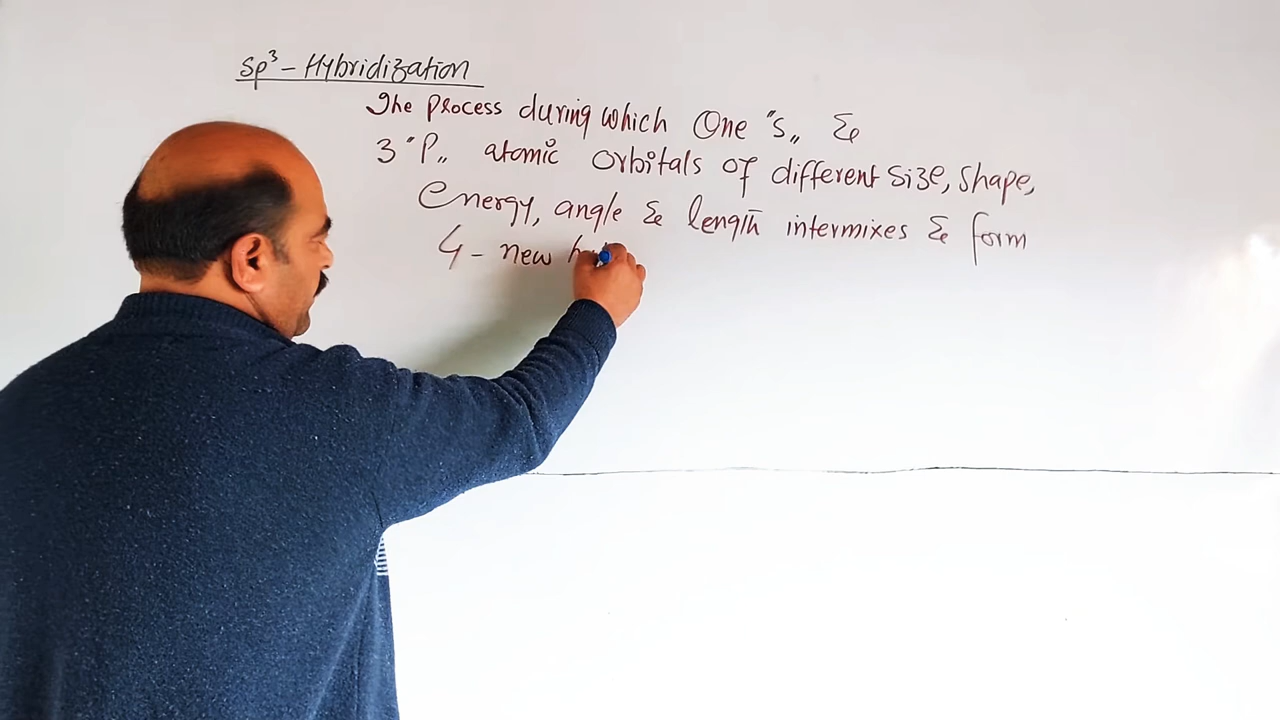 Sp³ - Hybridization
The process during which One "s„ &
3 "P„ atomic orbitals of different size, shape,
energy, angle & length intermixes & form
4 - new